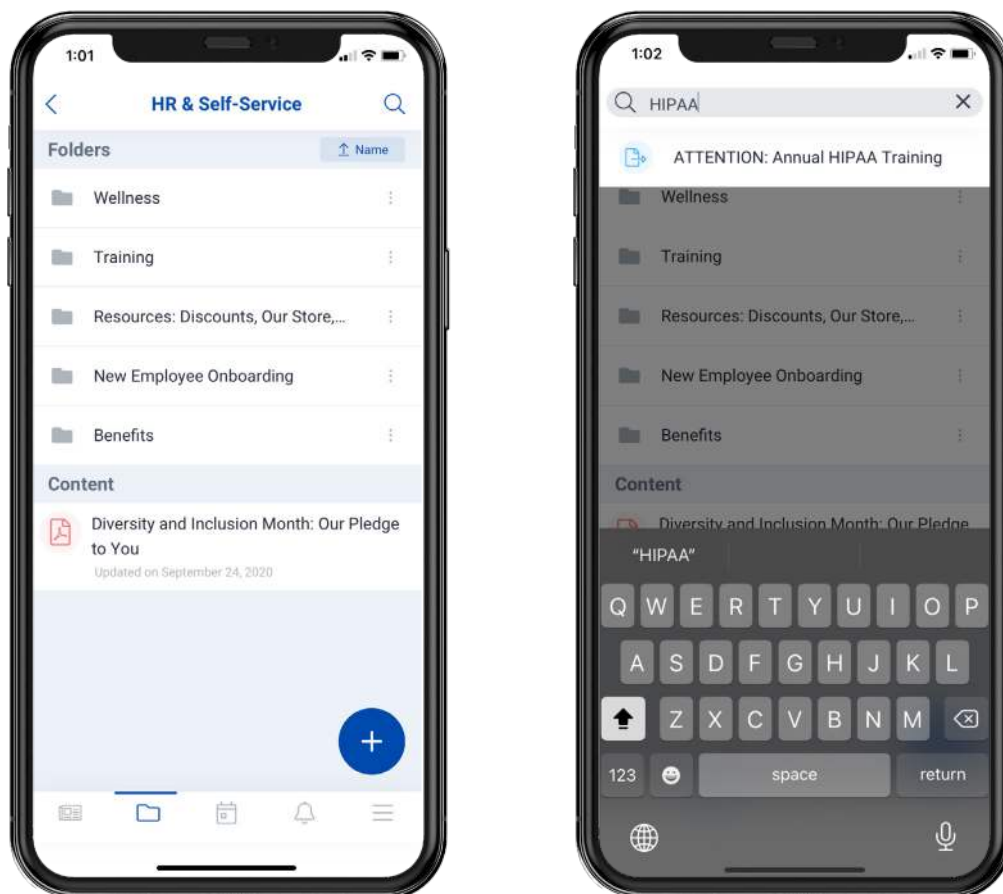 1:01
HR & Self-Service
Folders
Name
Wellness
Training
Resources: Discounts, Our Store,...
New Employee Onboarding
Benefits
Content
Diversity and Inclusion Month: Our Pledge
to You
Updated on September 24, 2020
1:02
HIPAA
ATTENTION: Annual HIPAA Training
Wellness
Training
Resources: Discounts, Our Store,...
New Employee Onboarding
Benefits
Content
Diversity and Inclusion Month: Our Pledge
"HIPAA"
Q W E R T Y U I O P
A S D F G H J K L
Z X C V B N M
123 space return